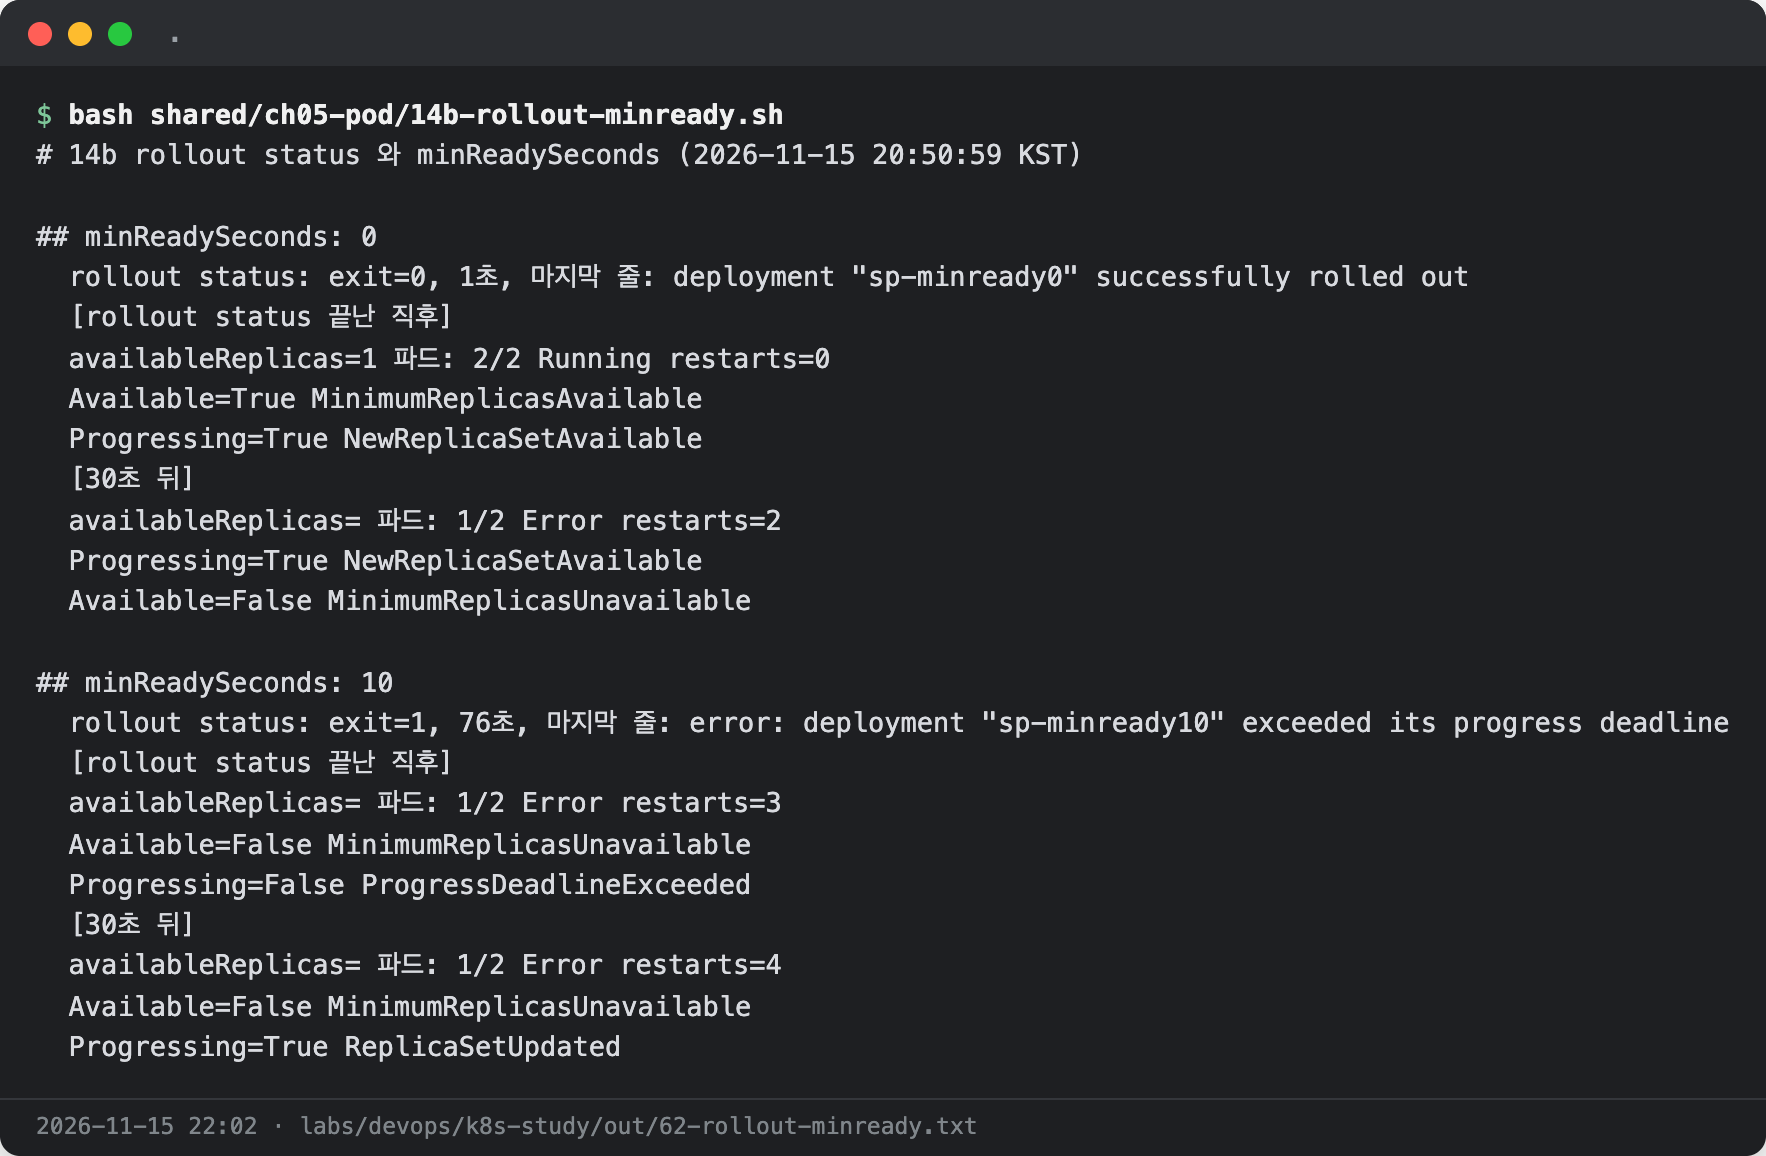 .
$ bash shared/ch05-pod/14b-rollout-minready.sh
# 14b rollout status 와 minReadySeconds (2026-11-15 20:50:59 KST)
## minReadySeconds: 0
rollout status: exit=0, 1초, 마지막 줄: deployment "sp-minready0" successfully rolled out
[rollout status 끝난 직후]
availableReplicas=1 파드: 2/2 Running restarts=0
Available=True MinimumReplicasAvailable
Progressing=True NewReplicaSetAvailable
[30초 뒤]
availableReplicas= 파드: 1/2 Error restarts=2
Progressing=True NewReplicaSetAvailable
Available=False MinimumReplicasUnavailable
## minReadySeconds: 10
rollout status: exit=1, 76초, 마지막 줄: error: deployment "sp-minready10" exceeded its progress deadline
[rollout status 끝난 직후]
availableReplicas= 파드: 1/2 Error restarts=3
Available=False MinimumReplicasUnavailable
Progressing=False ProgressDeadlineExceeded
[30초 뒤]
availableReplicas= 파드: 1/2 Error restarts=4
Available=False MinimumReplicasUnavailable
Progressing=True ReplicaSetUpdated
2026-11-15 22:02 · labs/devops/k8s-study/out/62-rollout-minready.txt